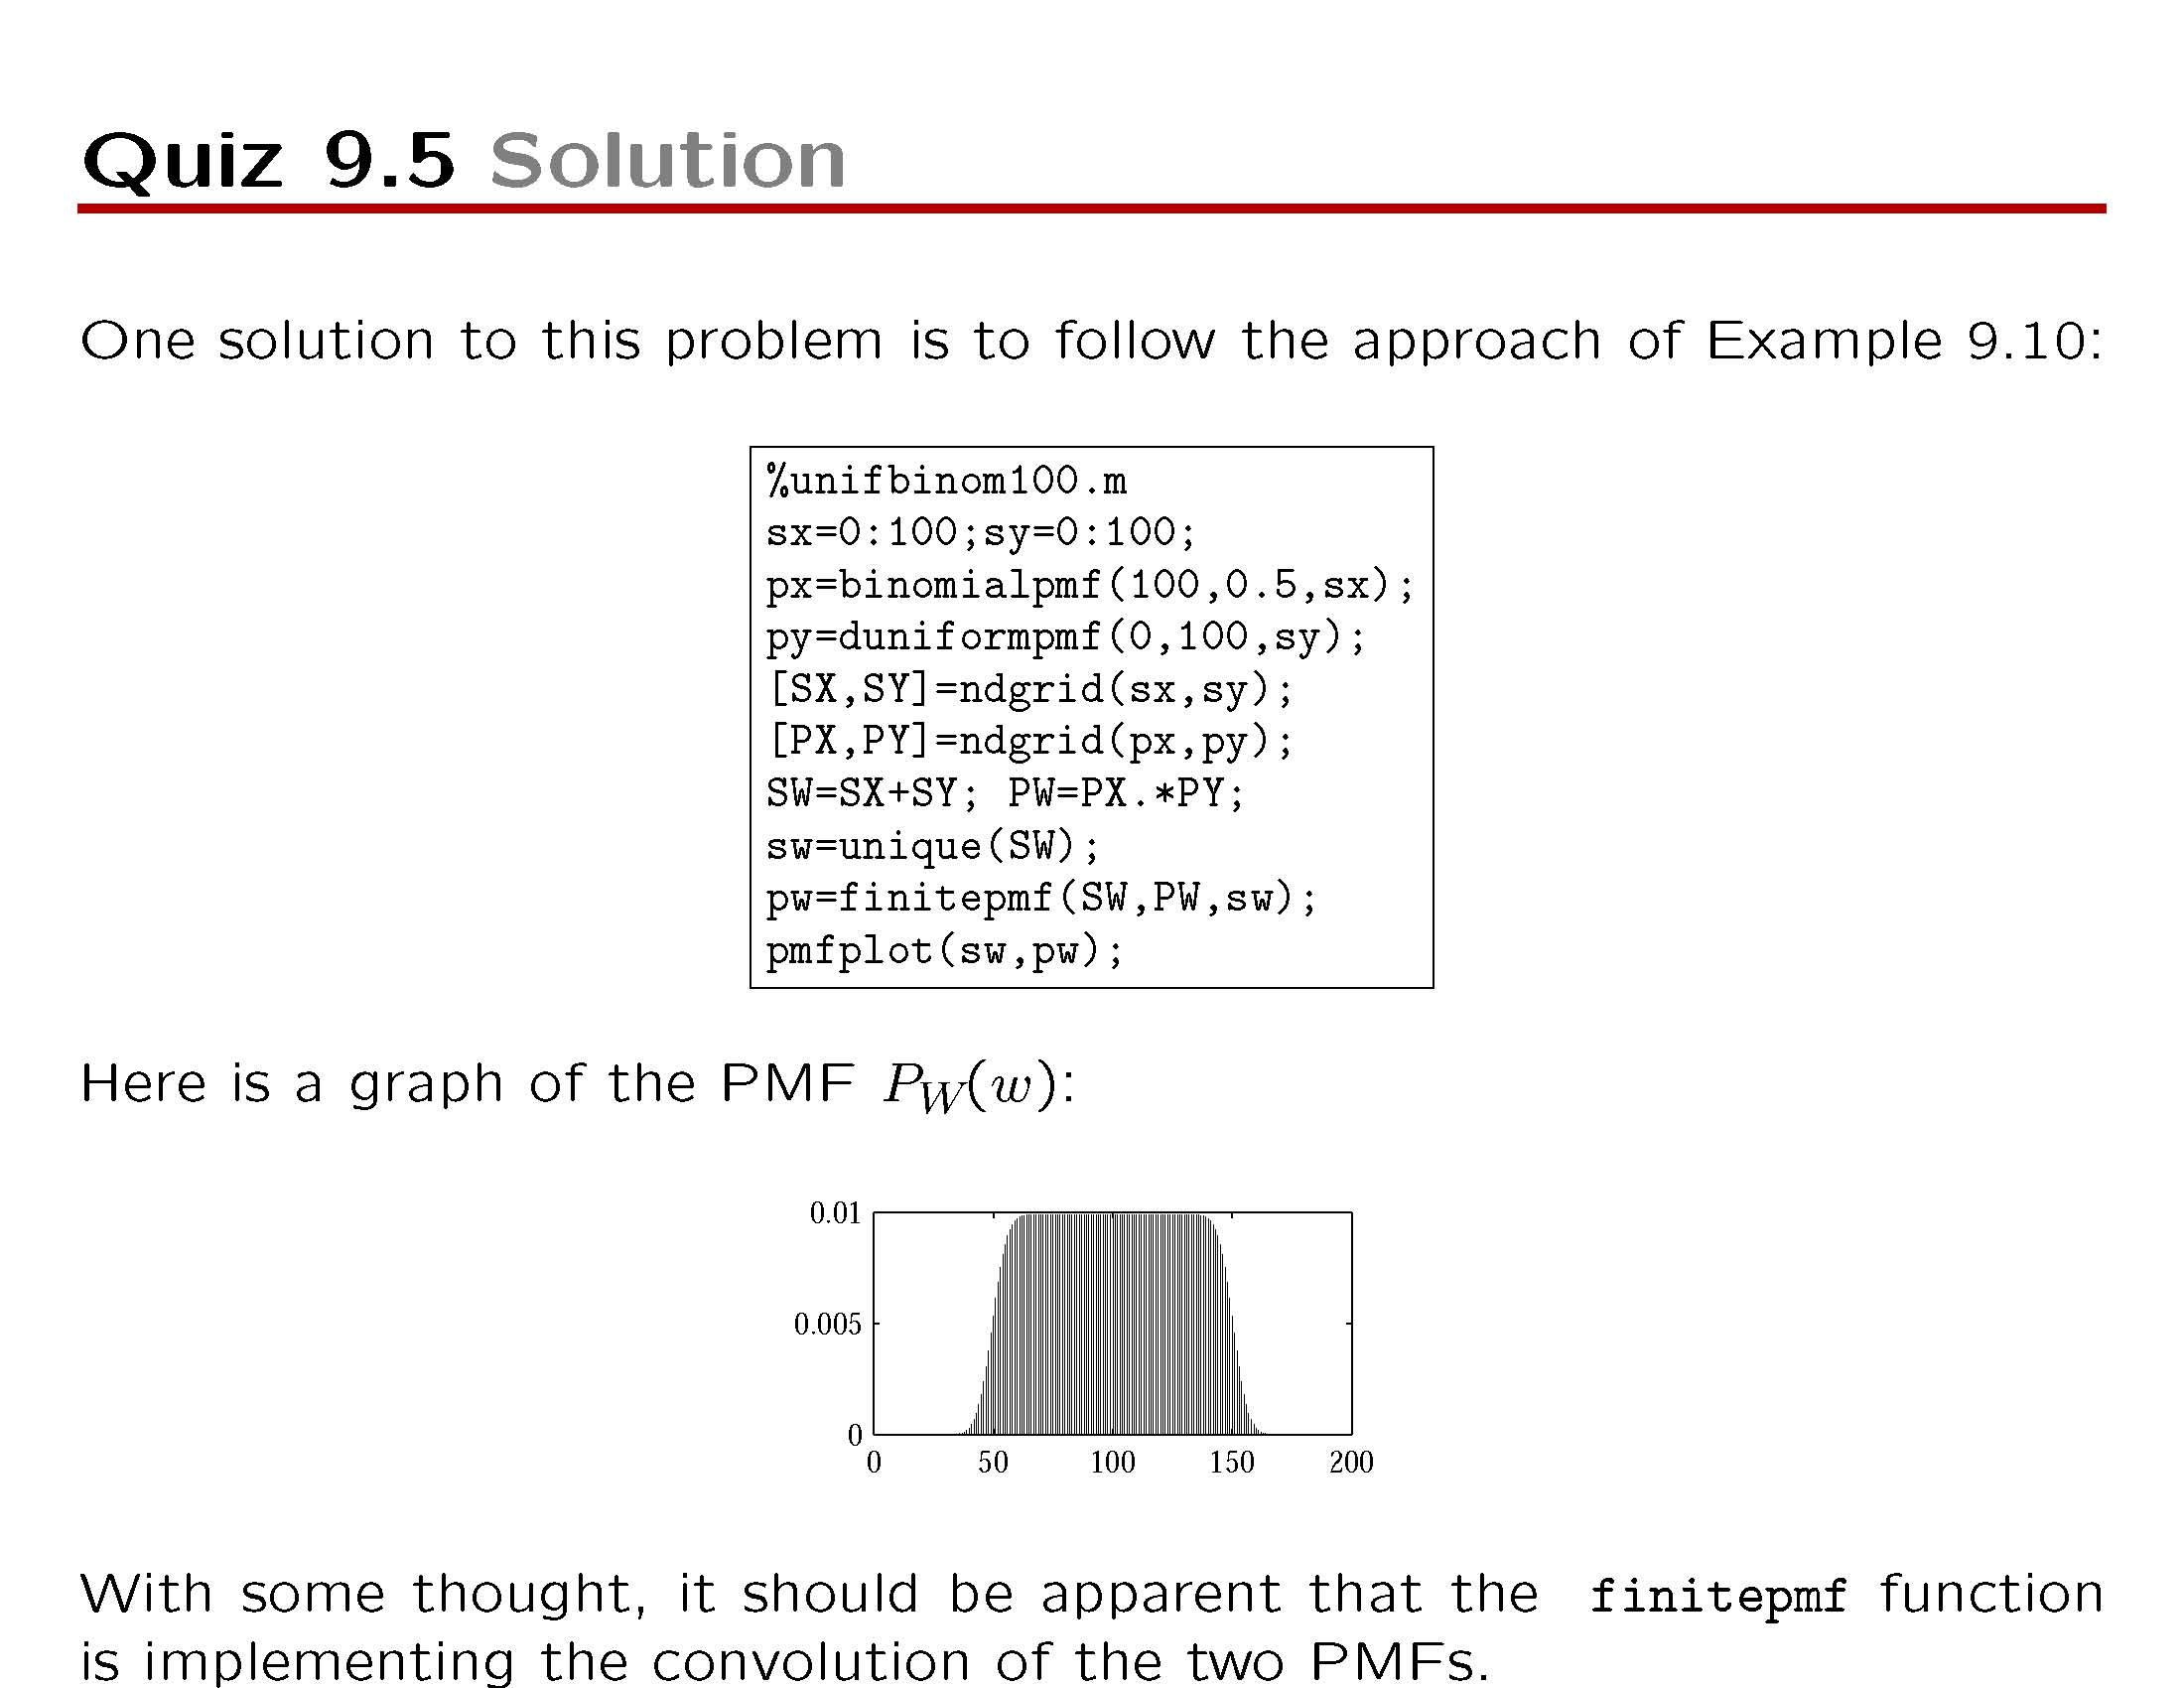 Quiz 9.5 Solution
One solution to this problem is to follow the approach of Example 9.10:
%unifbinom100.m
sx=0:100;sy=0:100;
px=binomialpmf(100,0.5,sx);
py=duniformpmf(0,100,sy);
[SX,SY]=ndgrid(sx,sy);
[PX,PY]=ndgrid(px,py);
SW=SX+SY; PW=PX.*PY;
sw=unique(SW);
pw=finitepmf(SW,PW,sw);
pmfplot(sw,pw);
Here is a graph of the PMF P_W(w):
0.01
0.005
0
0 50 100 150 200
With some thought, it should be apparent that the finitepmf function
is implementing the convolution of the two PMFs.